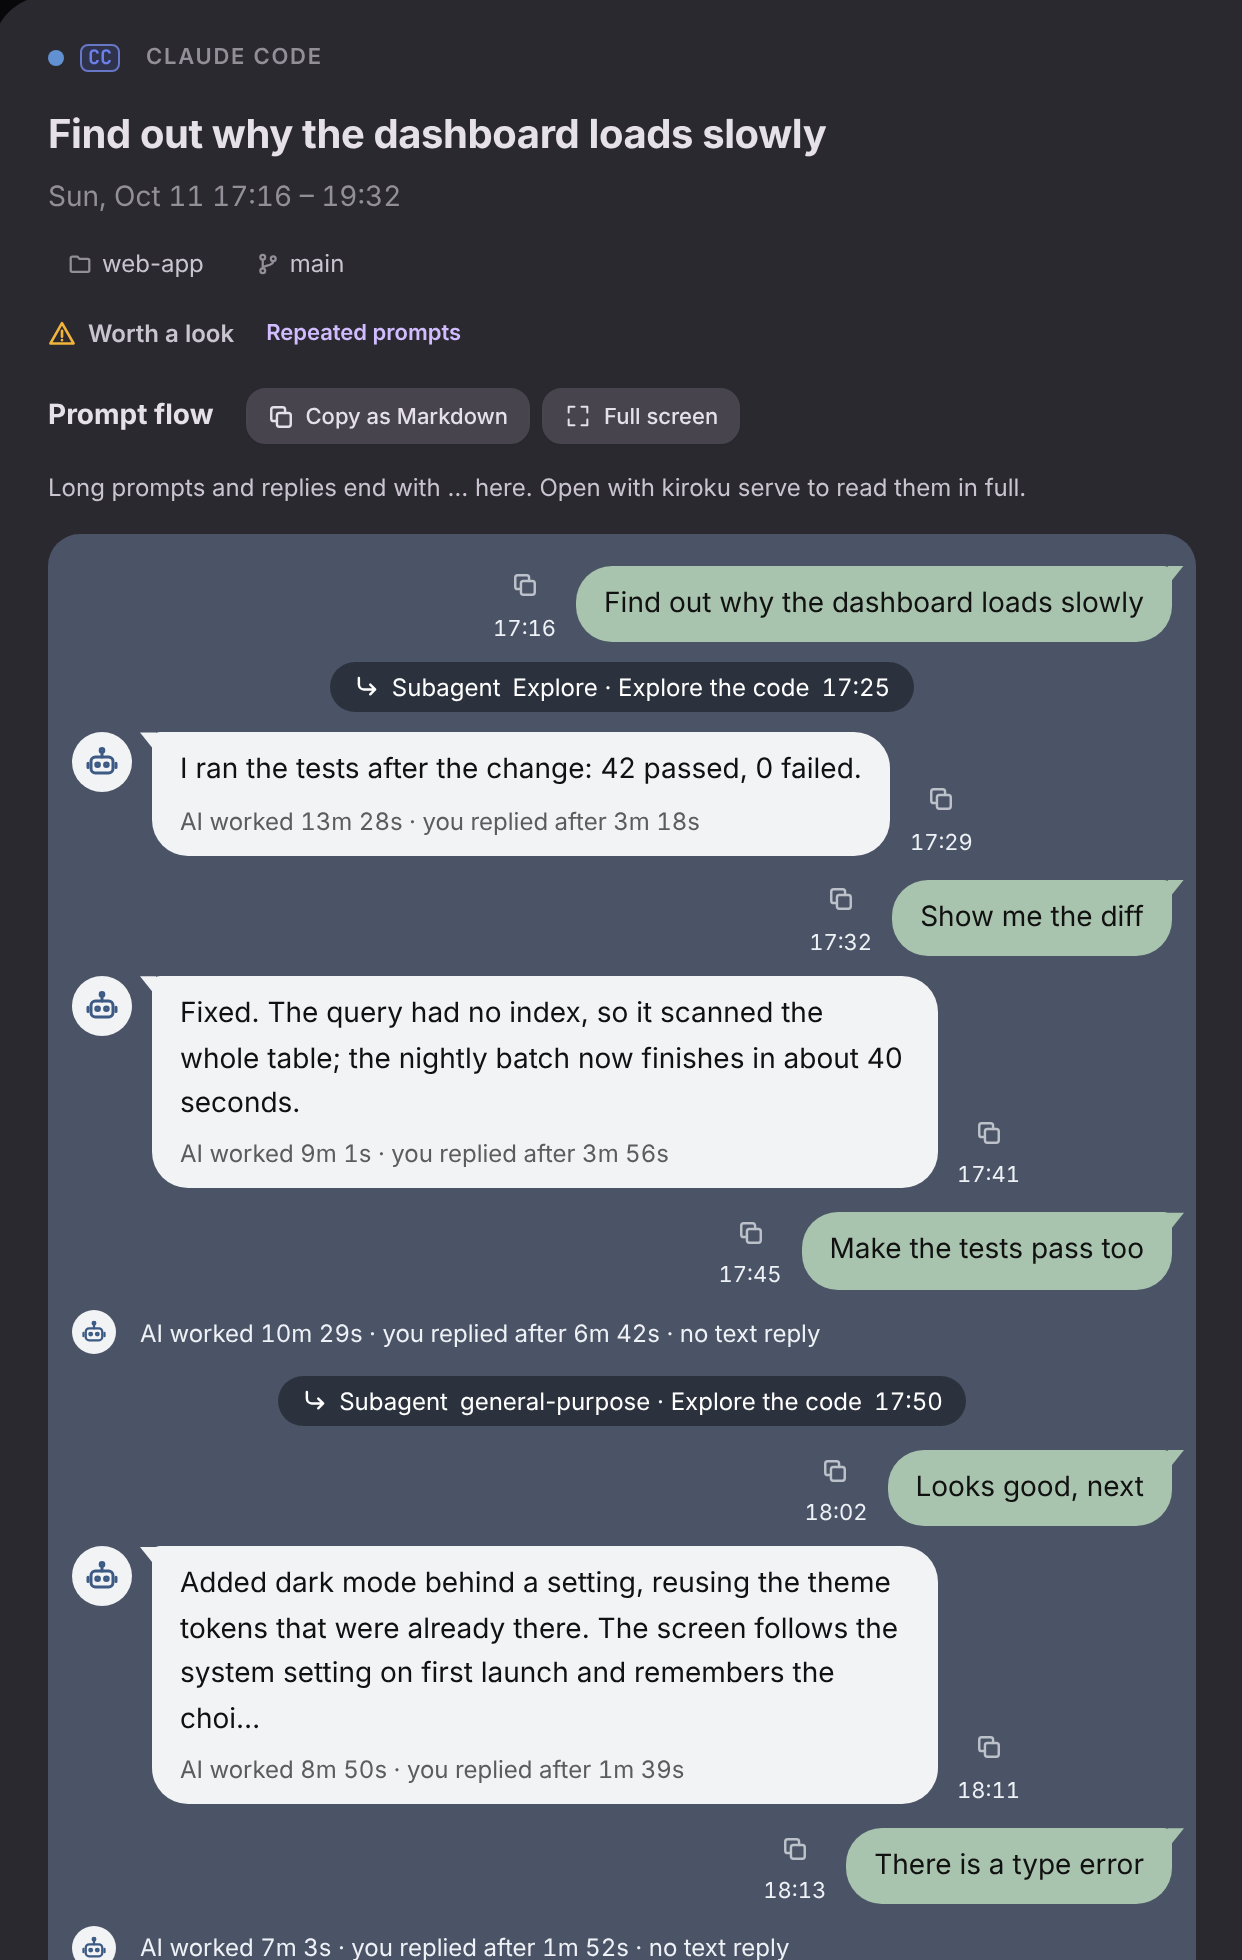 CC CLAUDE CODE
Find out why the dashboard loads slowly
Sun, Oct 11 17:16 – 19:32
web-app main
Worth a look Repeated prompts
Prompt flow Copy as Markdown Full screen
Long prompts and replies end with … here. Open with kiroku serve to read them in full.
Find out why the dashboard loads slowly
17:16
Subagent Explore · Explore the code 17:25
I ran the tests after the change: 42 passed, 0 failed.
AI worked 13m 28s · you replied after 3m 18s
17:29
Show me the diff
17:32
Fixed. The query had no index, so it scanned the
whole table; the nightly batch now finishes in about 40
seconds.
AI worked 9m 1s · you replied after 3m 56s
17:41
Make the tests pass too
17:45
AI worked 10m 29s · you replied after 6m 42s · no text reply
Subagent general-purpose · Explore the code 17:50
Looks good, next
18:02
Added dark mode behind a setting, reusing the theme
tokens that were already there. The screen follows the
system setting on first launch and remembers the
choi…
AI worked 8m 50s · you replied after 1m 39s
18:11
There is a type error
18:13
AI worked 7m 3s · you replied after 1m 52s · no text reply